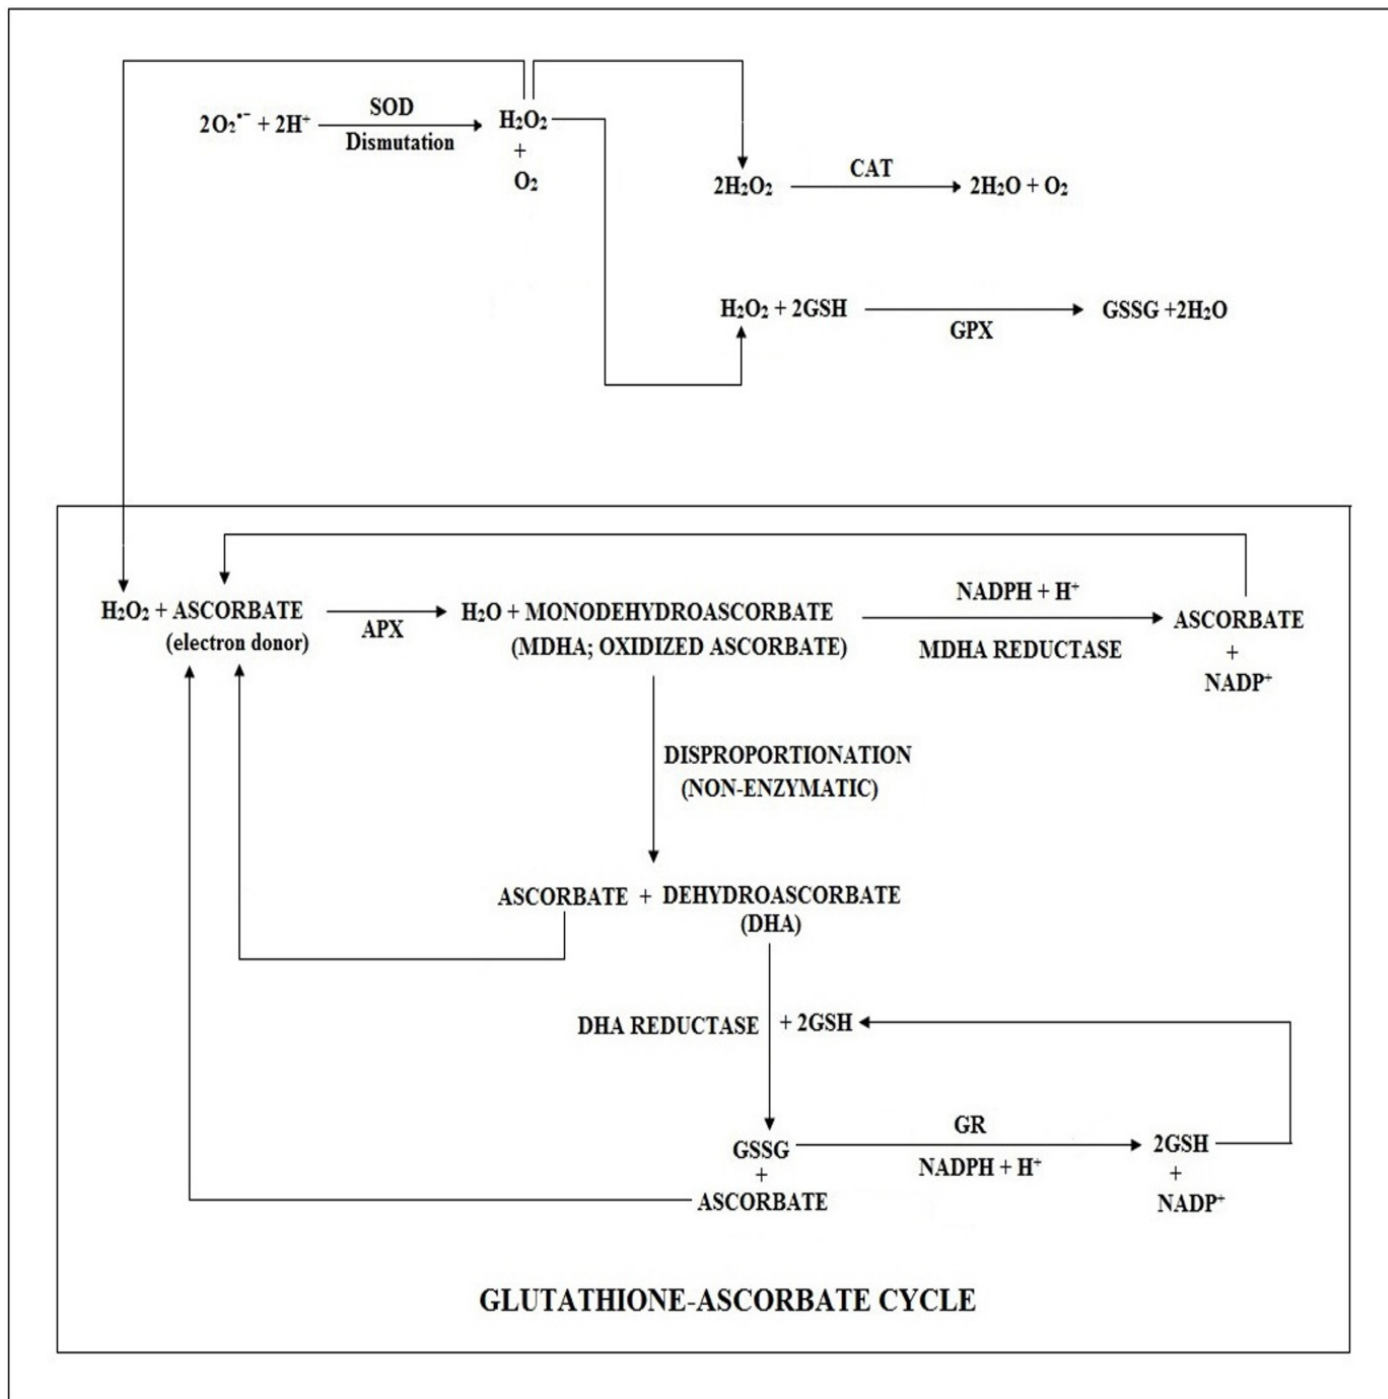 SOD
2O₂•⁻ + 2H⁺ H₂O₂
Dismutation
+
O₂
CAT
2H₂O₂ 2H₂O + O₂
H₂O₂ + 2GSH GSSG +2H₂O
GPX
NADPH + H⁺
H₂O₂ + ASCORBATE H₂O + MONODEHYDROASCORBATE ASCORBATE
(electron donor) APX (MDHA; OXIDIZED ASCORBATE) MDHA REDUCTASE +
NADP⁺
DISPROPORTIONATION
(NON-ENZYMATIC)
ASCORBATE + DEHYDROASCORBATE
(DHA)
DHA REDUCTASE + 2GSH
GR
GSSG 2GSH
+ NADPH + H⁺ +
ASCORBATE NADP⁺
GLUTATHIONE-ASCORBATE CYCLE